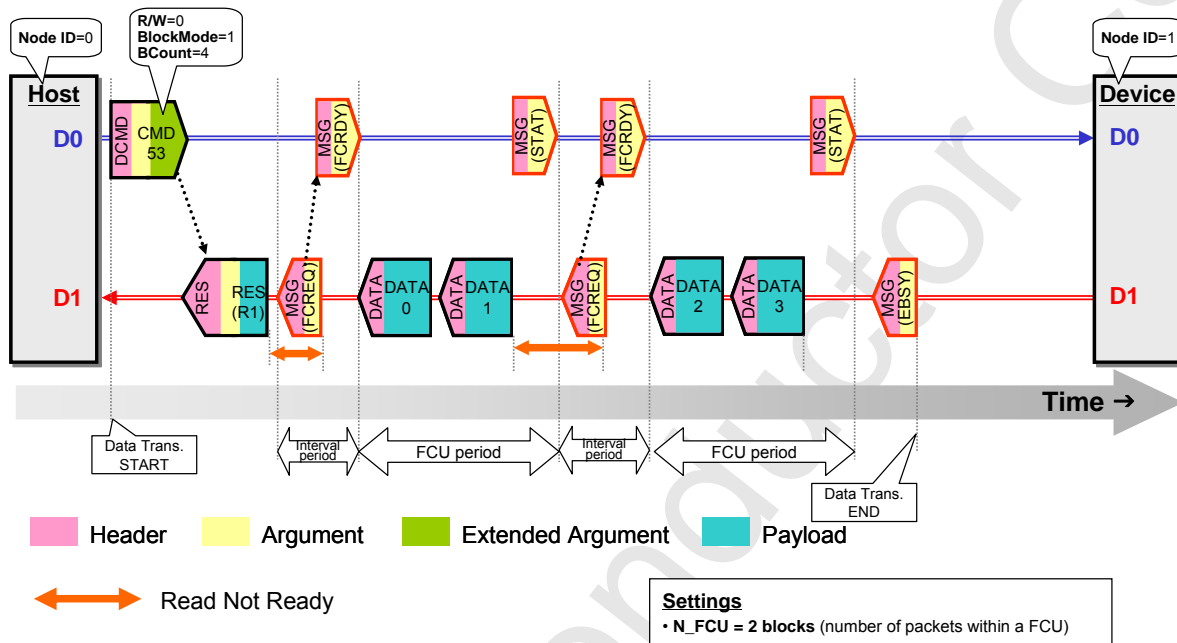 R/W=0
BlockMode=1
BCount=4
Node ID=0
Node ID=1
Host
Device
D0
DCMD
CMD
53
MSG
(FCRDY)
MSG
(STAT)
MSG
(FCRDY)
MSG
(STAT)
D0
D1
RES
RES
(R1)
MSG
(FCREQ)
DATA
DATA
0
DATA
DATA
1
MSG
(FCREQ)
DATA
DATA
2
DATA
DATA
3
MSG
(EBSY)
D1
Time →
Data Trans.
START
Interval
period
FCU period
Interval
period
FCU period
Data Trans.
END
Header
Argument
Extended Argument
Payload
Read Not Ready
Settings
• N_FCU = 2 blocks (number of packets within a FCU)
onductor C